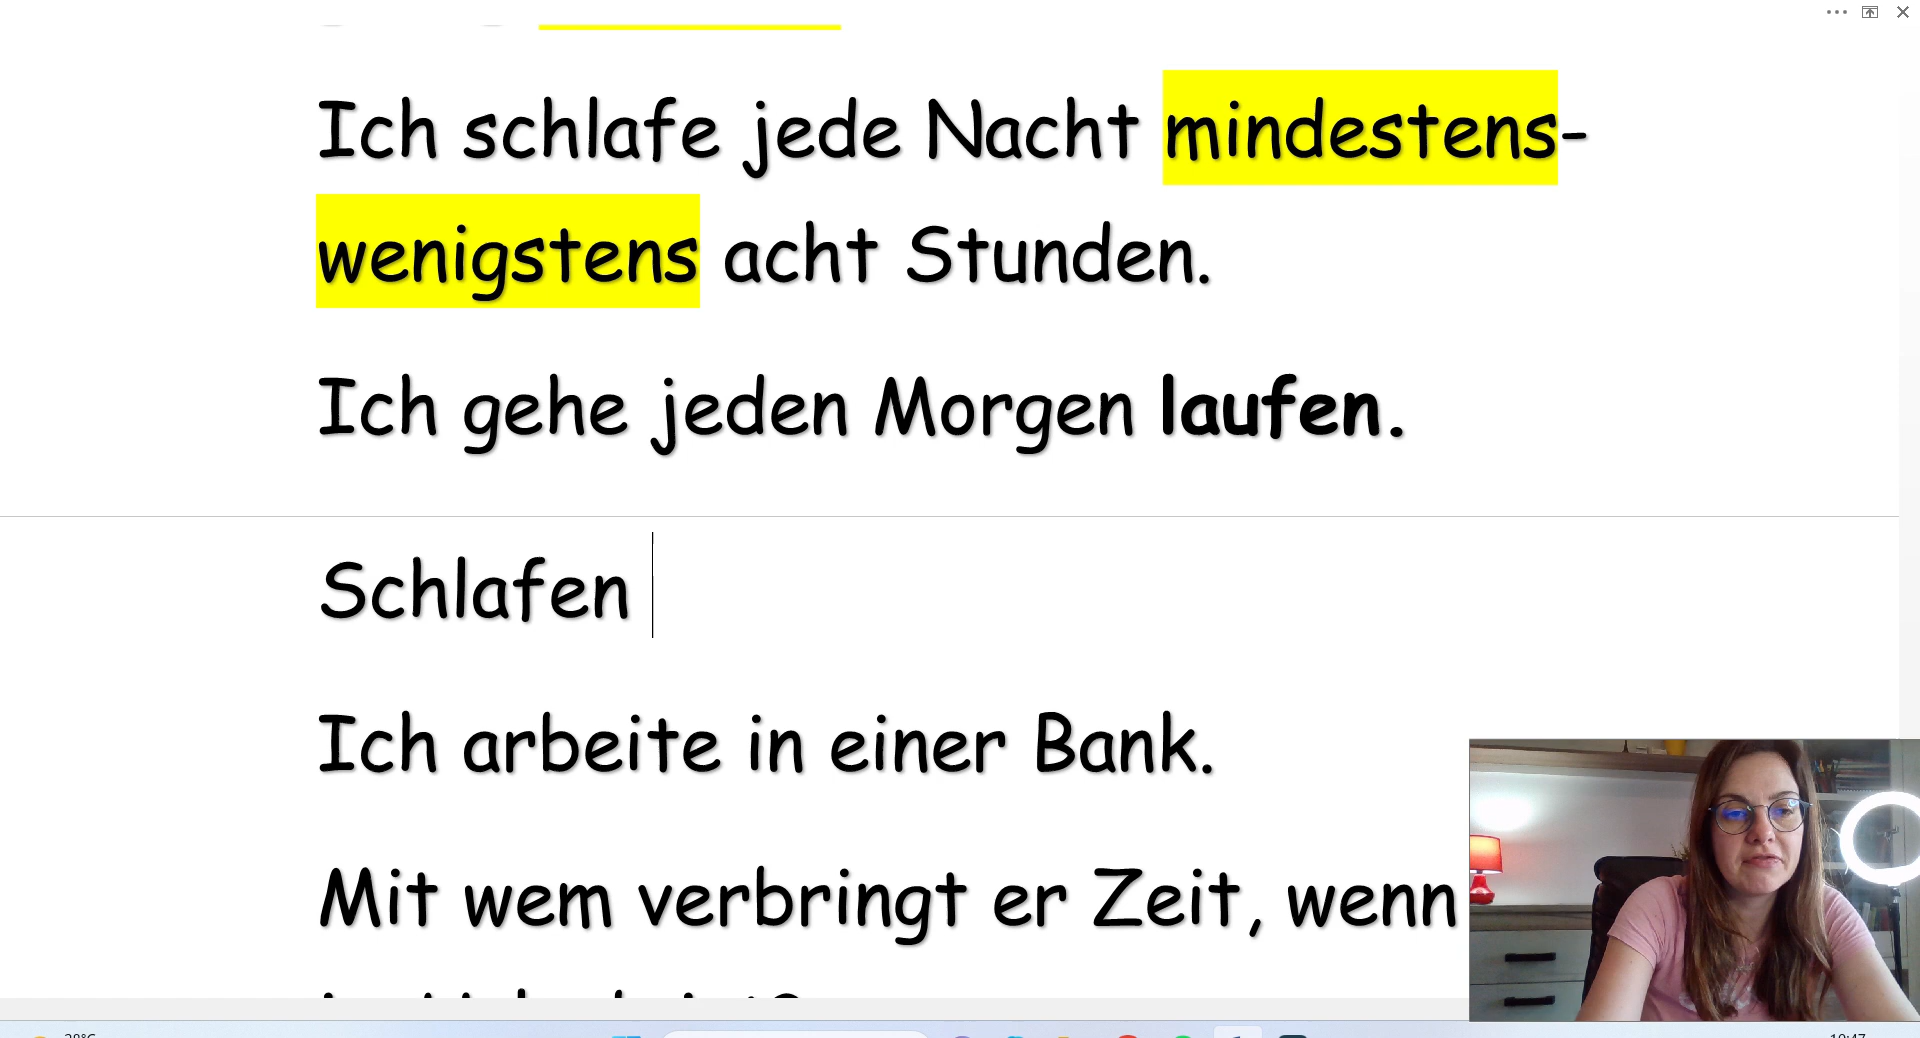 Ich schlafe jede Nacht mindestens-
wenigstens acht Stunden.
Ich gehe jeden Morgen laufen.
Schlafen
Ich arbeite in einer Bank.
Mit wem verbringt er Zeit, wenn